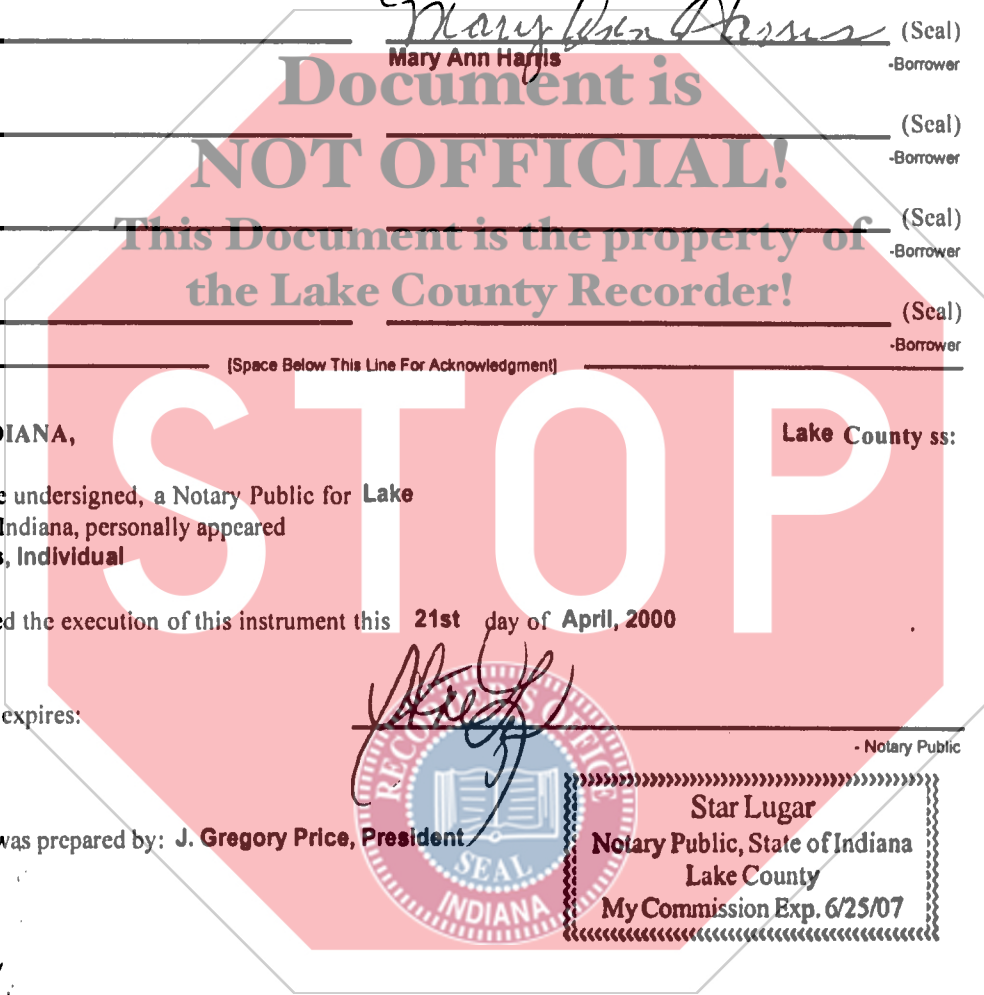 Mary Ann Harris (Seal)
Mary Ann Harris -Borrower
Document is
(Seal)
NOT OFFICIAL! -Borrower
This Document is the property of (Seal)
-Borrower
the Lake County Recorder! (Seal)
-Borrower
[Space Below This Line For Acknowledgment]
STOP
DIANA, Lake County ss:
e undersigned, a Notary Public for Lake
Indiana, personally appeared
s, Individual
ed the execution of this instrument this 21st day of April, 2000
expires:
- Notary Public
RECORDER'S OFFICE
SEAL
INDIANA
was prepared by: J. Gregory Price, President
Star Lugar
Notary Public, State of Indiana
Lake County
My Commission Exp. 6/25/07